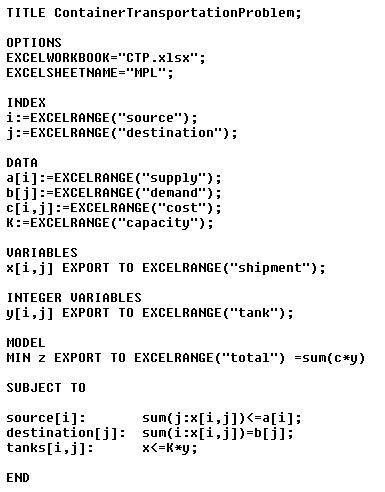 TITLE ContainerTransportationProblem;
OPTIONS
EXCELWORKBOOK="CTP.xlsx";
EXCELSHEETNAME="MPL";
INDEX
i:=EXCELRANGE("source");
j:=EXCELRANGE("destination");
DATA
a[i]:=EXCELRANGE("supply");
b[j]:=EXCELRANGE("demand");
c[i,j]:=EXCELRANGE("cost");
K:=EXCELRANGE("capacity");
VARIABLES
x[i,j] EXPORT TO EXCELRANGE("shipment");
INTEGER VARIABLES
y[i,j] EXPORT TO EXCELRANGE("tank");
MODEL
MIN z EXPORT TO EXCELRANGE("total") =sum(c*y)
SUBJECT TO
source[i]: sum(j:x[i,j])<=a[i];
destination[j]: sum(i:x[i,j])=b[j];
tanks[i,j]: x<=K*y;
END